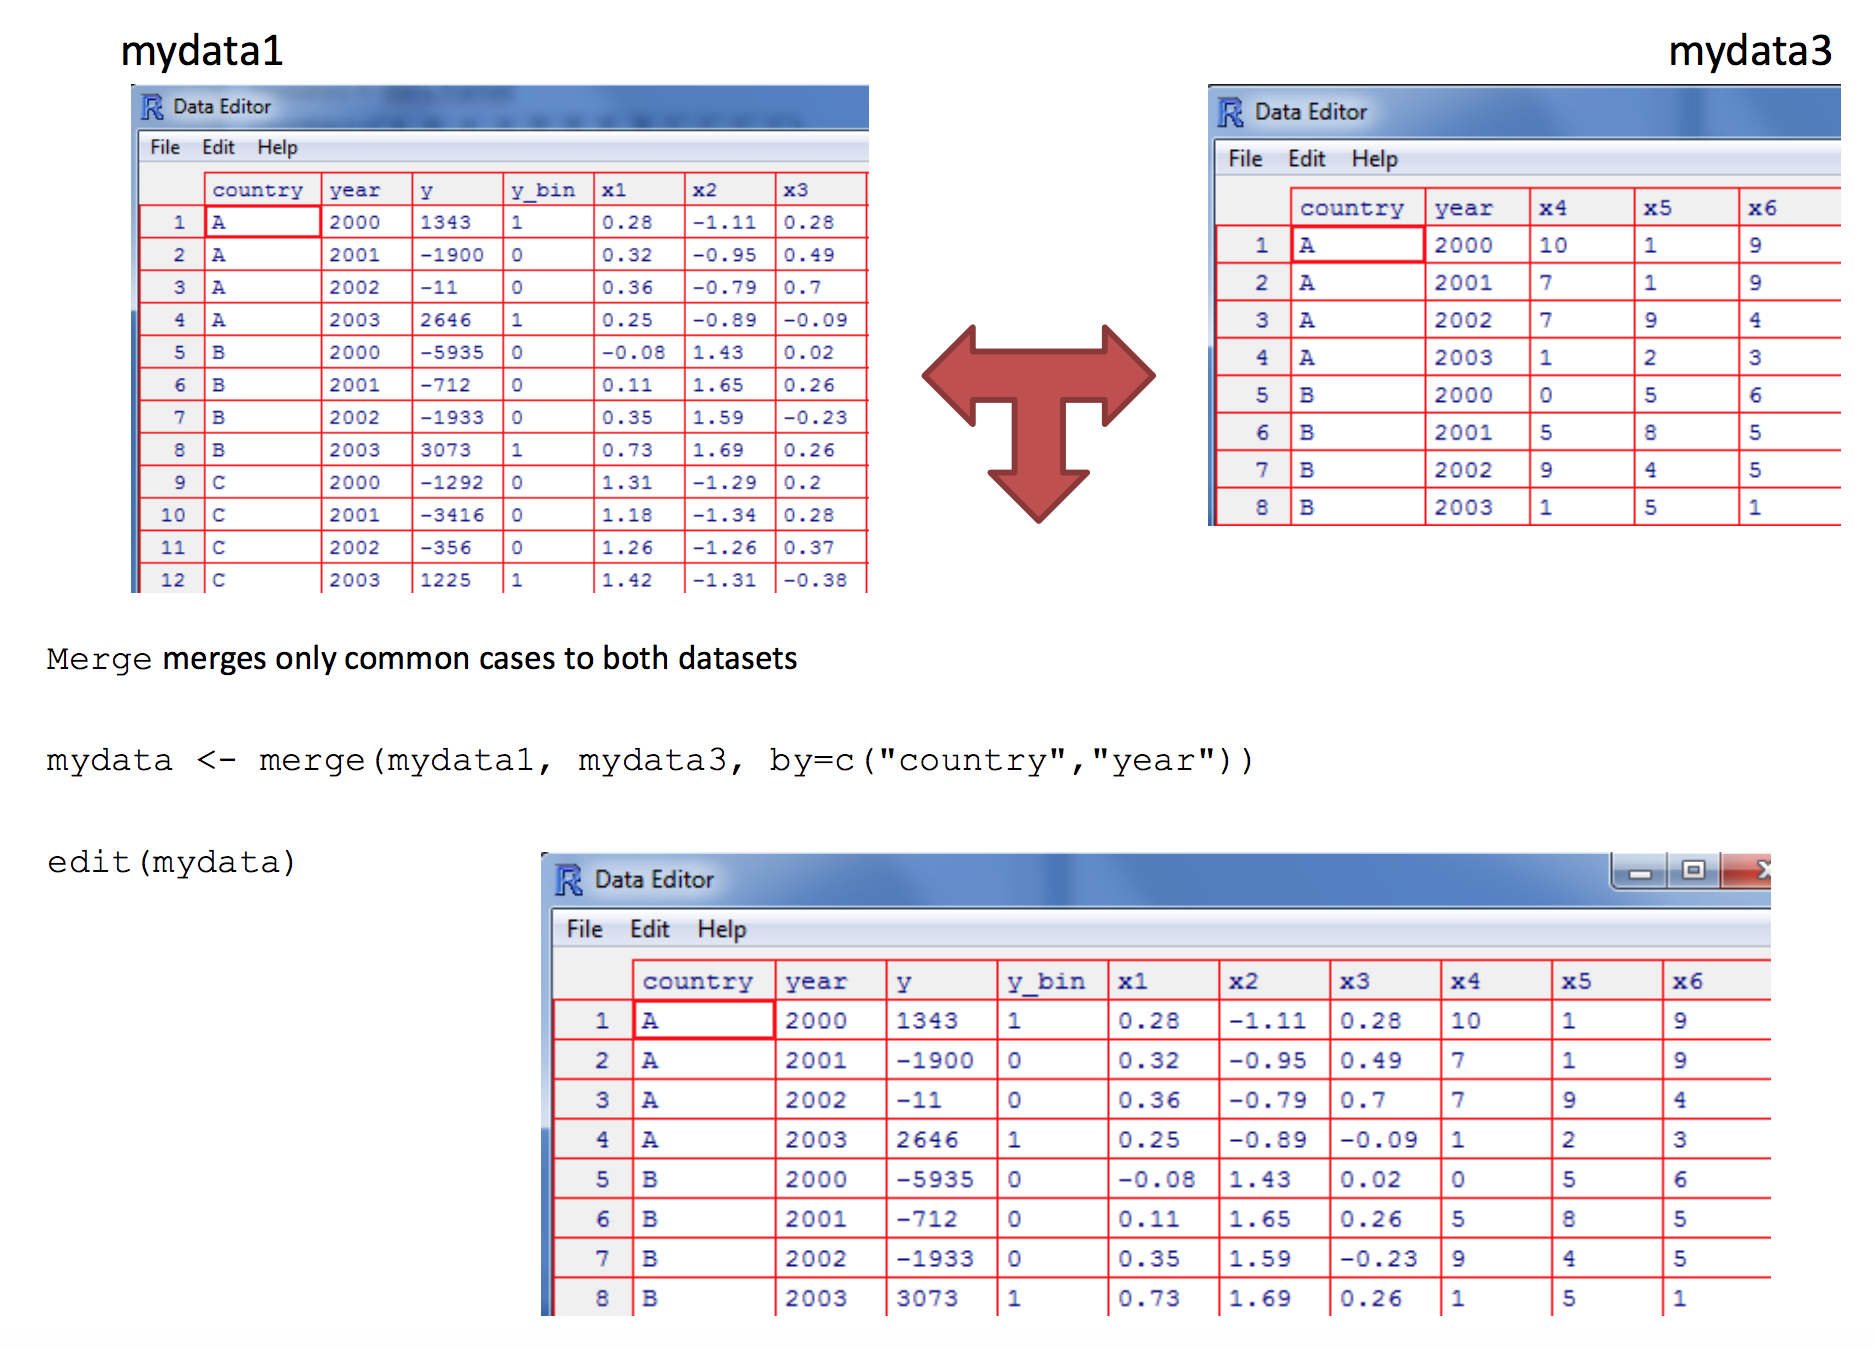 mydata1
mydata3
R Data Editor
File Edit Help
country year y y_bin x1 x2 x3
1 A 2000 1343 1 0.28 -1.11 0.28
2 A 2001 -1900 0 0.32 -0.95 0.49
3 A 2002 -11 0 0.36 -0.79 0.7
4 A 2003 2646 1 0.25 -0.89 -0.09
5 B 2000 -5935 0 -0.08 1.43 0.02
6 B 2001 -712 0 0.11 1.65 0.26
7 B 2002 -1933 0 0.35 1.59 -0.23
8 B 2003 3073 1 0.73 1.69 0.26
9 C 2000 -1292 0 1.31 -1.29 0.2
10 C 2001 -3416 0 1.18 -1.34 0.28
11 C 2002 -356 0 1.26 -1.26 0.37
12 C 2003 1225 1 1.42 -1.31 -0.38
R Data Editor
File Edit Help
country year x4 x5 x6
1 A 2000 10 1 9
2 A 2001 7 1 9
3 A 2002 7 9 4
4 A 2003 1 2 3
5 B 2000 0 5 6
6 B 2001 5 8 5
7 B 2002 9 4 5
8 B 2003 1 5 1
Merge merges only common cases to both datasets
mydata <- merge(mydata1, mydata3, by=c("country","year"))
edit(mydata)
R Data Editor
File Edit Help
country year y y_bin x1 x2 x3 x4 x5 x6
1 A 2000 1343 1 0.28 -1.11 0.28 10 1 9
2 A 2001 -1900 0 0.32 -0.95 0.49 7 1 9
3 A 2002 -11 0 0.36 -0.79 0.7 7 9 4
4 A 2003 2646 1 0.25 -0.89 -0.09 1 2 3
5 B 2000 -5935 0 -0.08 1.43 0.02 0 5 6
6 B 2001 -712 0 0.11 1.65 0.26 5 8 5
7 B 2002 -1933 0 0.35 1.59 -0.23 9 4 5
8 B 2003 3073 1 0.73 1.69 0.26 1 5 1